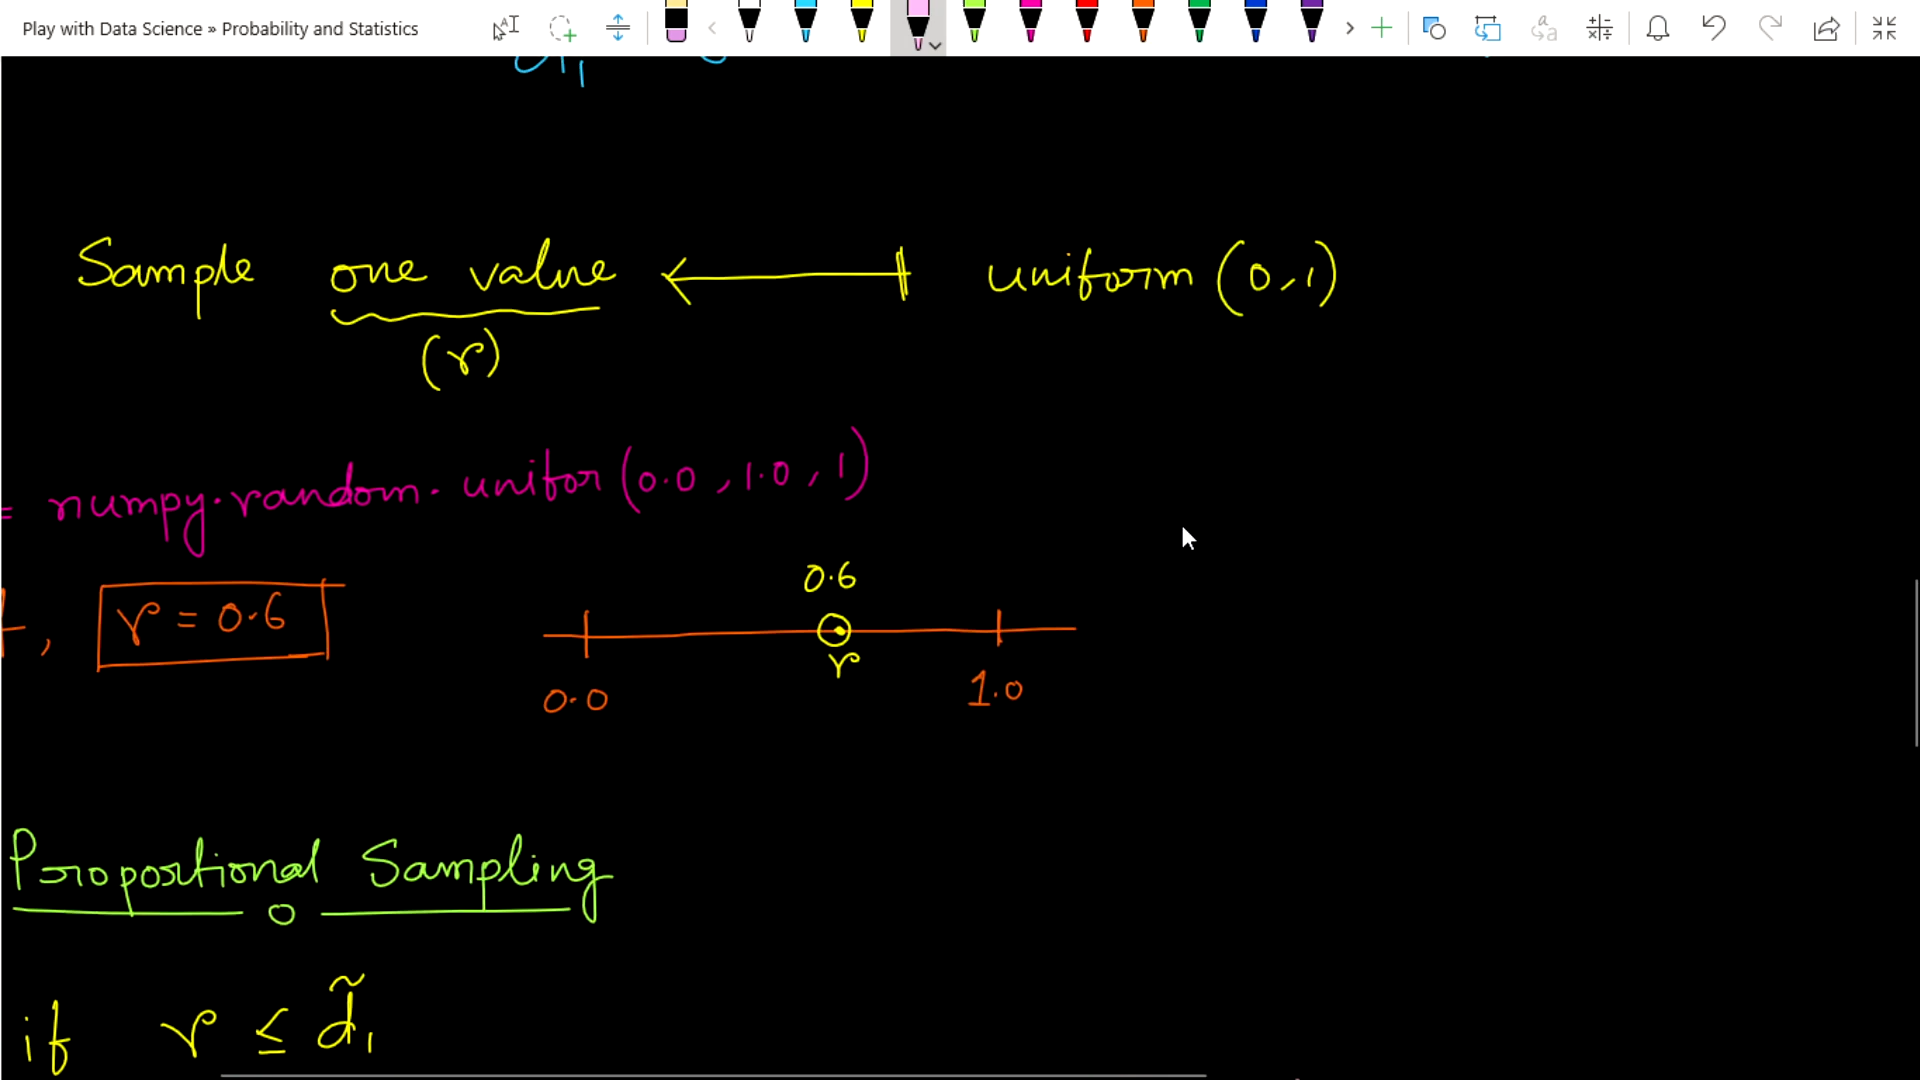 Play with Data Science » Probability and Statistics
Sample one value ← uniform (0,1)
(r)
= numpy.random.unifor(0.0, 1.0, 1)
, r = 0.6
0.6
r
0.0
1.0
Proportional Sampling
if r ≤ d̃₁